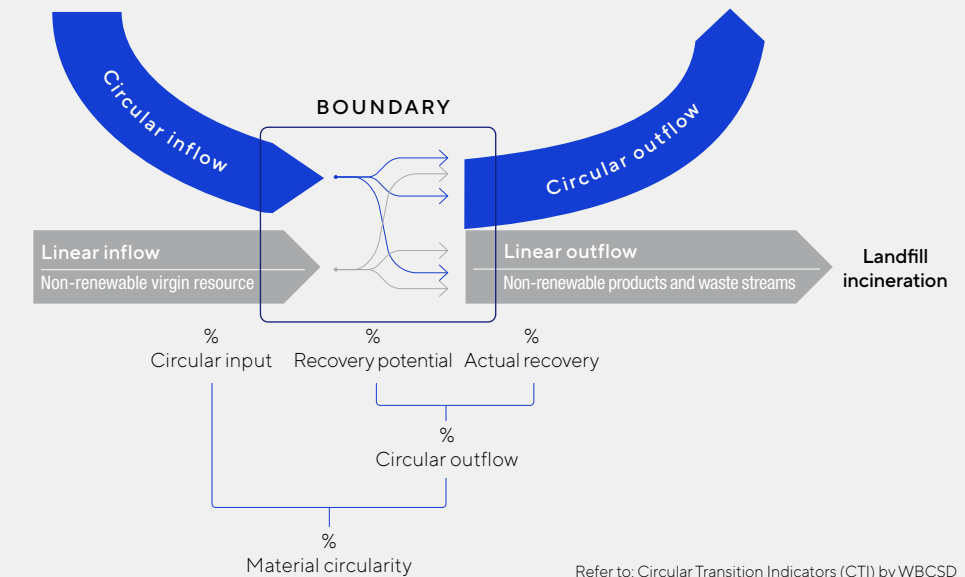 Circular inflow
BOUNDARY
Circular outflow
Linear inflow
Non-renewable virgin resource
Linear outflow
Non-renewable products and waste streams
Landfill
incineration
%
Circular input
%
Recovery potential
%
Actual recovery
%
Circular outflow
%
Material circularity
Refer to: Circular Transition Indicators (CTI) by WBCSD